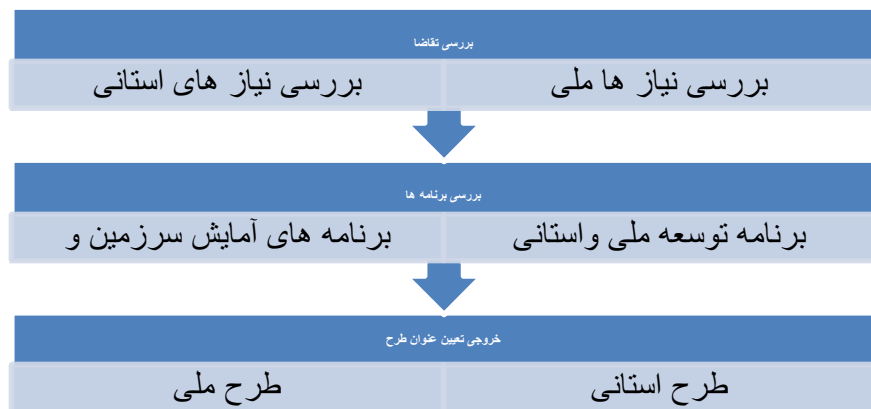 بررسی تقاضا
بررسی نیاز ها ملی
بررسی نیاز های استانی
بررسی برنامه ها
برنامه توسعه ملی و استانی
برنامه های آمایش سرزمین و
خروجی تعیین عنوان طرح
طرح استانی
طرح ملی